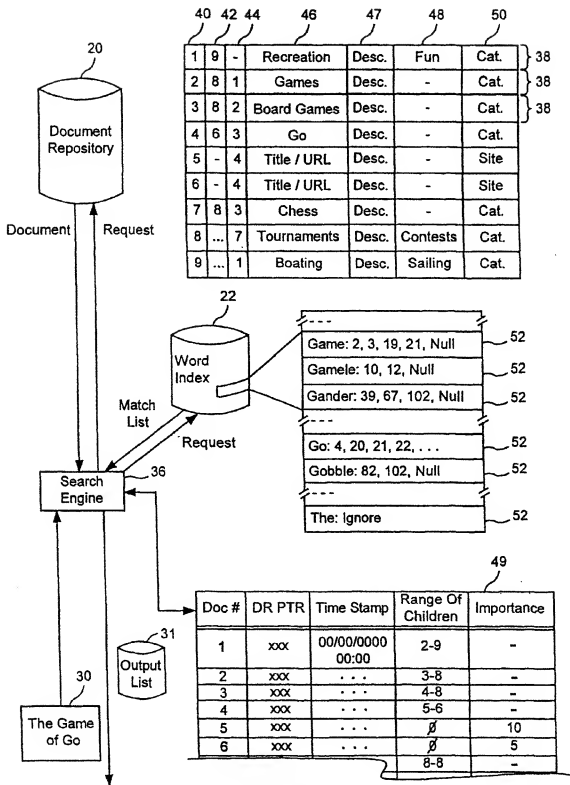 40 42 44 46 47 48 50
1 9 - Recreation Desc. Fun Cat. 38
2 8 1 Games Desc. - Cat. 38
3 8 2 Board Games Desc. - Cat. 38
4 6 3 Go Desc. - Cat.
5 - 4 Title / URL Desc. - Site
6 - 4 Title / URL Desc. - Site
7 8 3 Chess Desc. - Cat.
8 ... 7 Tournaments Desc. Contests Cat.
9 ... 1 Boating Desc. Sailing Cat.
20
Document
Repository
Document
Request
22
Word
Index
Match
List
Request
Game: 2, 3, 19, 21, Null 52
Gamele: 10, 12, Null 52
Gander: 39, 67, 102, Null 52
Go: 4, 20, 21, 22, . . . 52
Gobble: 82, 102, Null 52
The: Ignore 52
36
Search
Engine
49
Doc # DR PTR Time Stamp Range Of Children Importance
1 xxx 00/00/0000 00:00 2-9 -
2 xxx . . . 3-8 -
3 xxx . . . 4-8 -
4 xxx . . . 5-6 -
5 xxx . . . ø 10
6 xxx . . . ø 5
8-8 -
31
Output
List
30
The Game
of Go